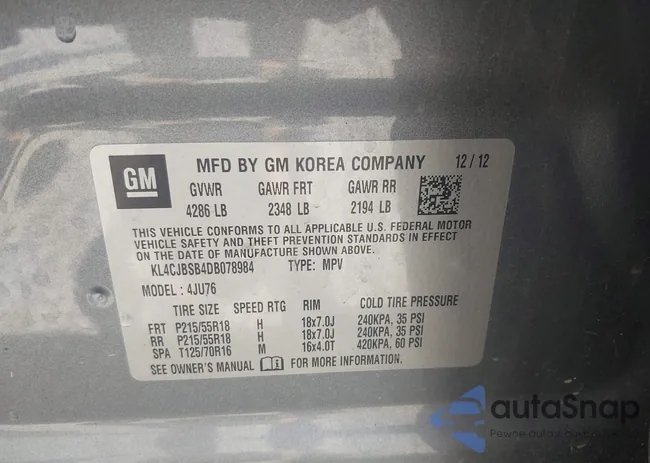 GM MFD BY GM KOREA COMPANY 12/12
GVWR GAWR FRT GAWR RR
4286 LB 2348 LB 2194 LB
THIS VEHICLE CONFORMS TO ALL APPLICABLE U.S. FEDERAL MOTOR
VEHICLE SAFETY AND THEFT PREVENTION STANDARDS IN EFFECT
ON THE DATE OF MANUFACTURE SHOWN ABOVE.
KL4CJBSB4DB078984 TYPE: MPV
MODEL: 4JU76
TIRE SIZE SPEED RTG RIM COLD TIRE PRESSURE
FRT P215/55R18 H 18x7.0J 240KPA, 35 PSI
RR P215/55R18 H 18x7.0J 240KPA, 35 PSI
SPA T125/70R16 M 16x4.0T 420KPA, 60 PSI
SEE OWNER'S MANUAL FOR MORE INFORMATION
autaSnap